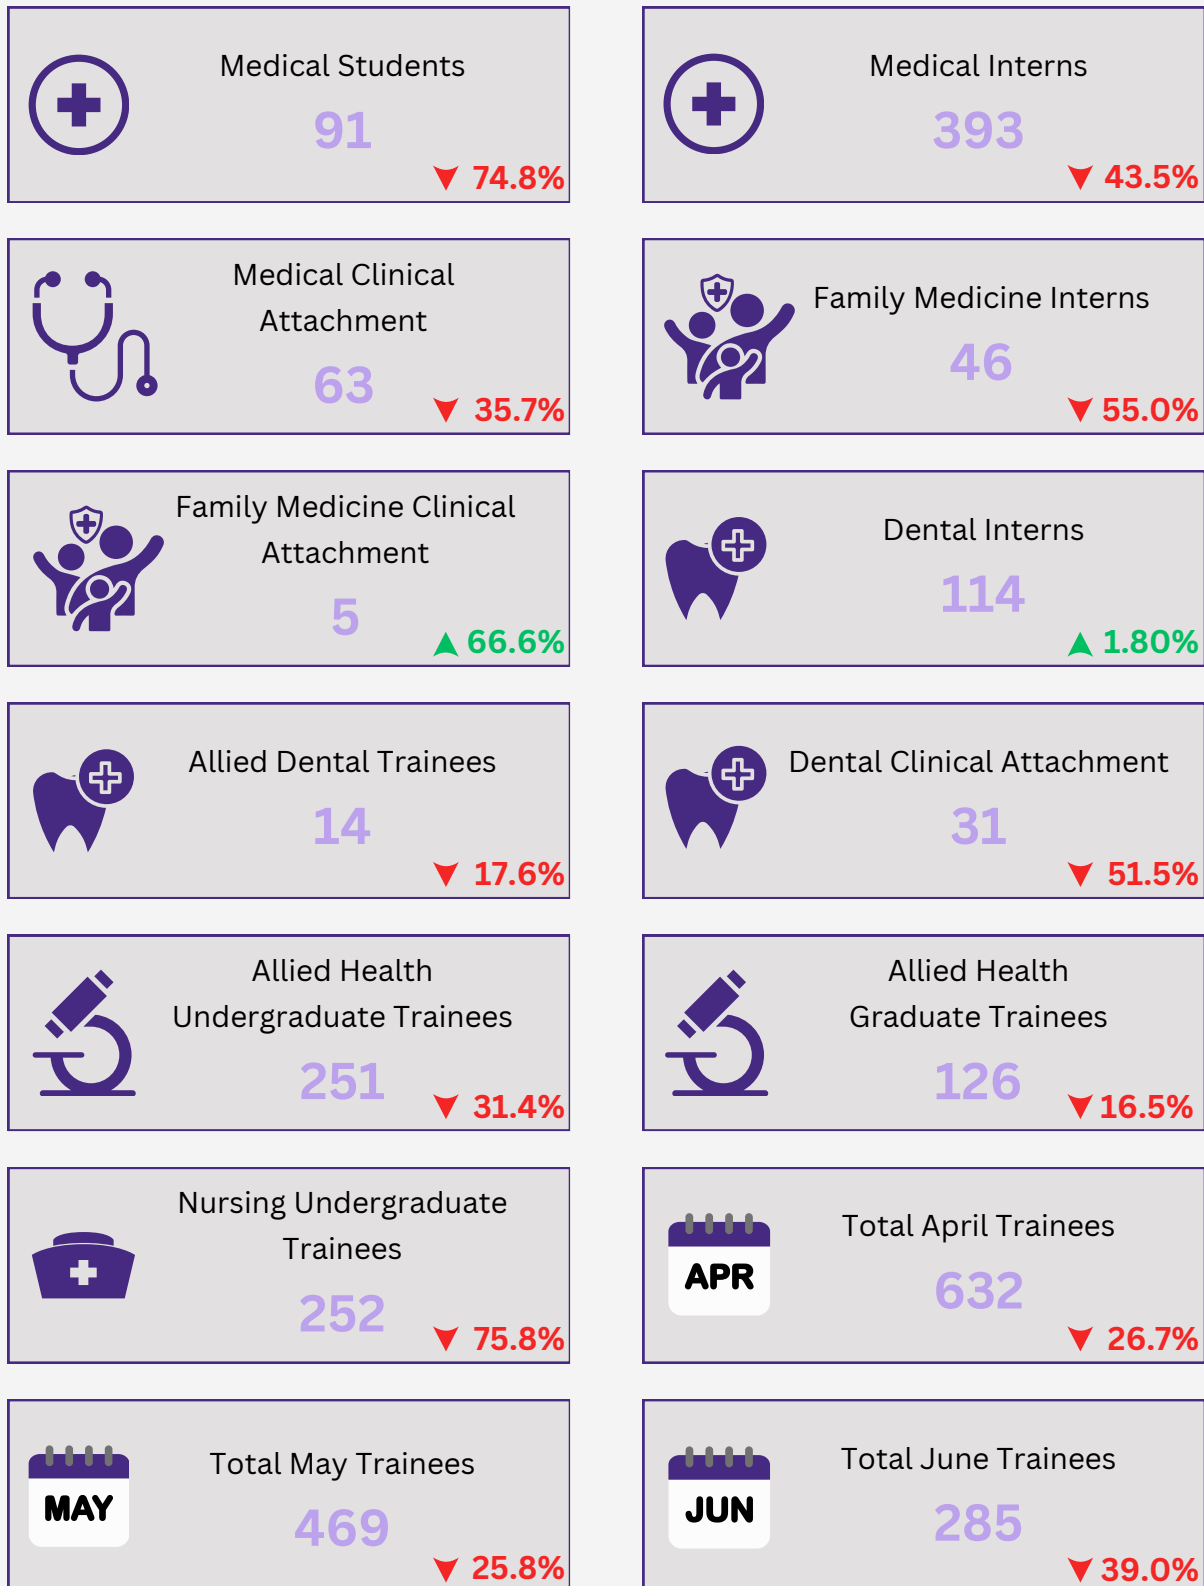 Medical Students
91
74.8%
Medical Interns
393
43.5%
Medical Clinical
Attachment
63
35.7%
Family Medicine Interns
46
55.0%
Family Medicine Clinical
Attachment
5
66.6%
Dental Interns
114
1.80%
Allied Dental Trainees
14
17.6%
Dental Clinical Attachment
31
51.5%
Allied Health
Undergraduate Trainees
251
31.4%
Allied Health
Graduate Trainees
126
16.5%
Nursing Undergraduate
Trainees
252
75.8%
APR
Total April Trainees
632
26.7%
MAY
Total May Trainees
469
25.8%
JUN
Total June Trainees
285
39.0%